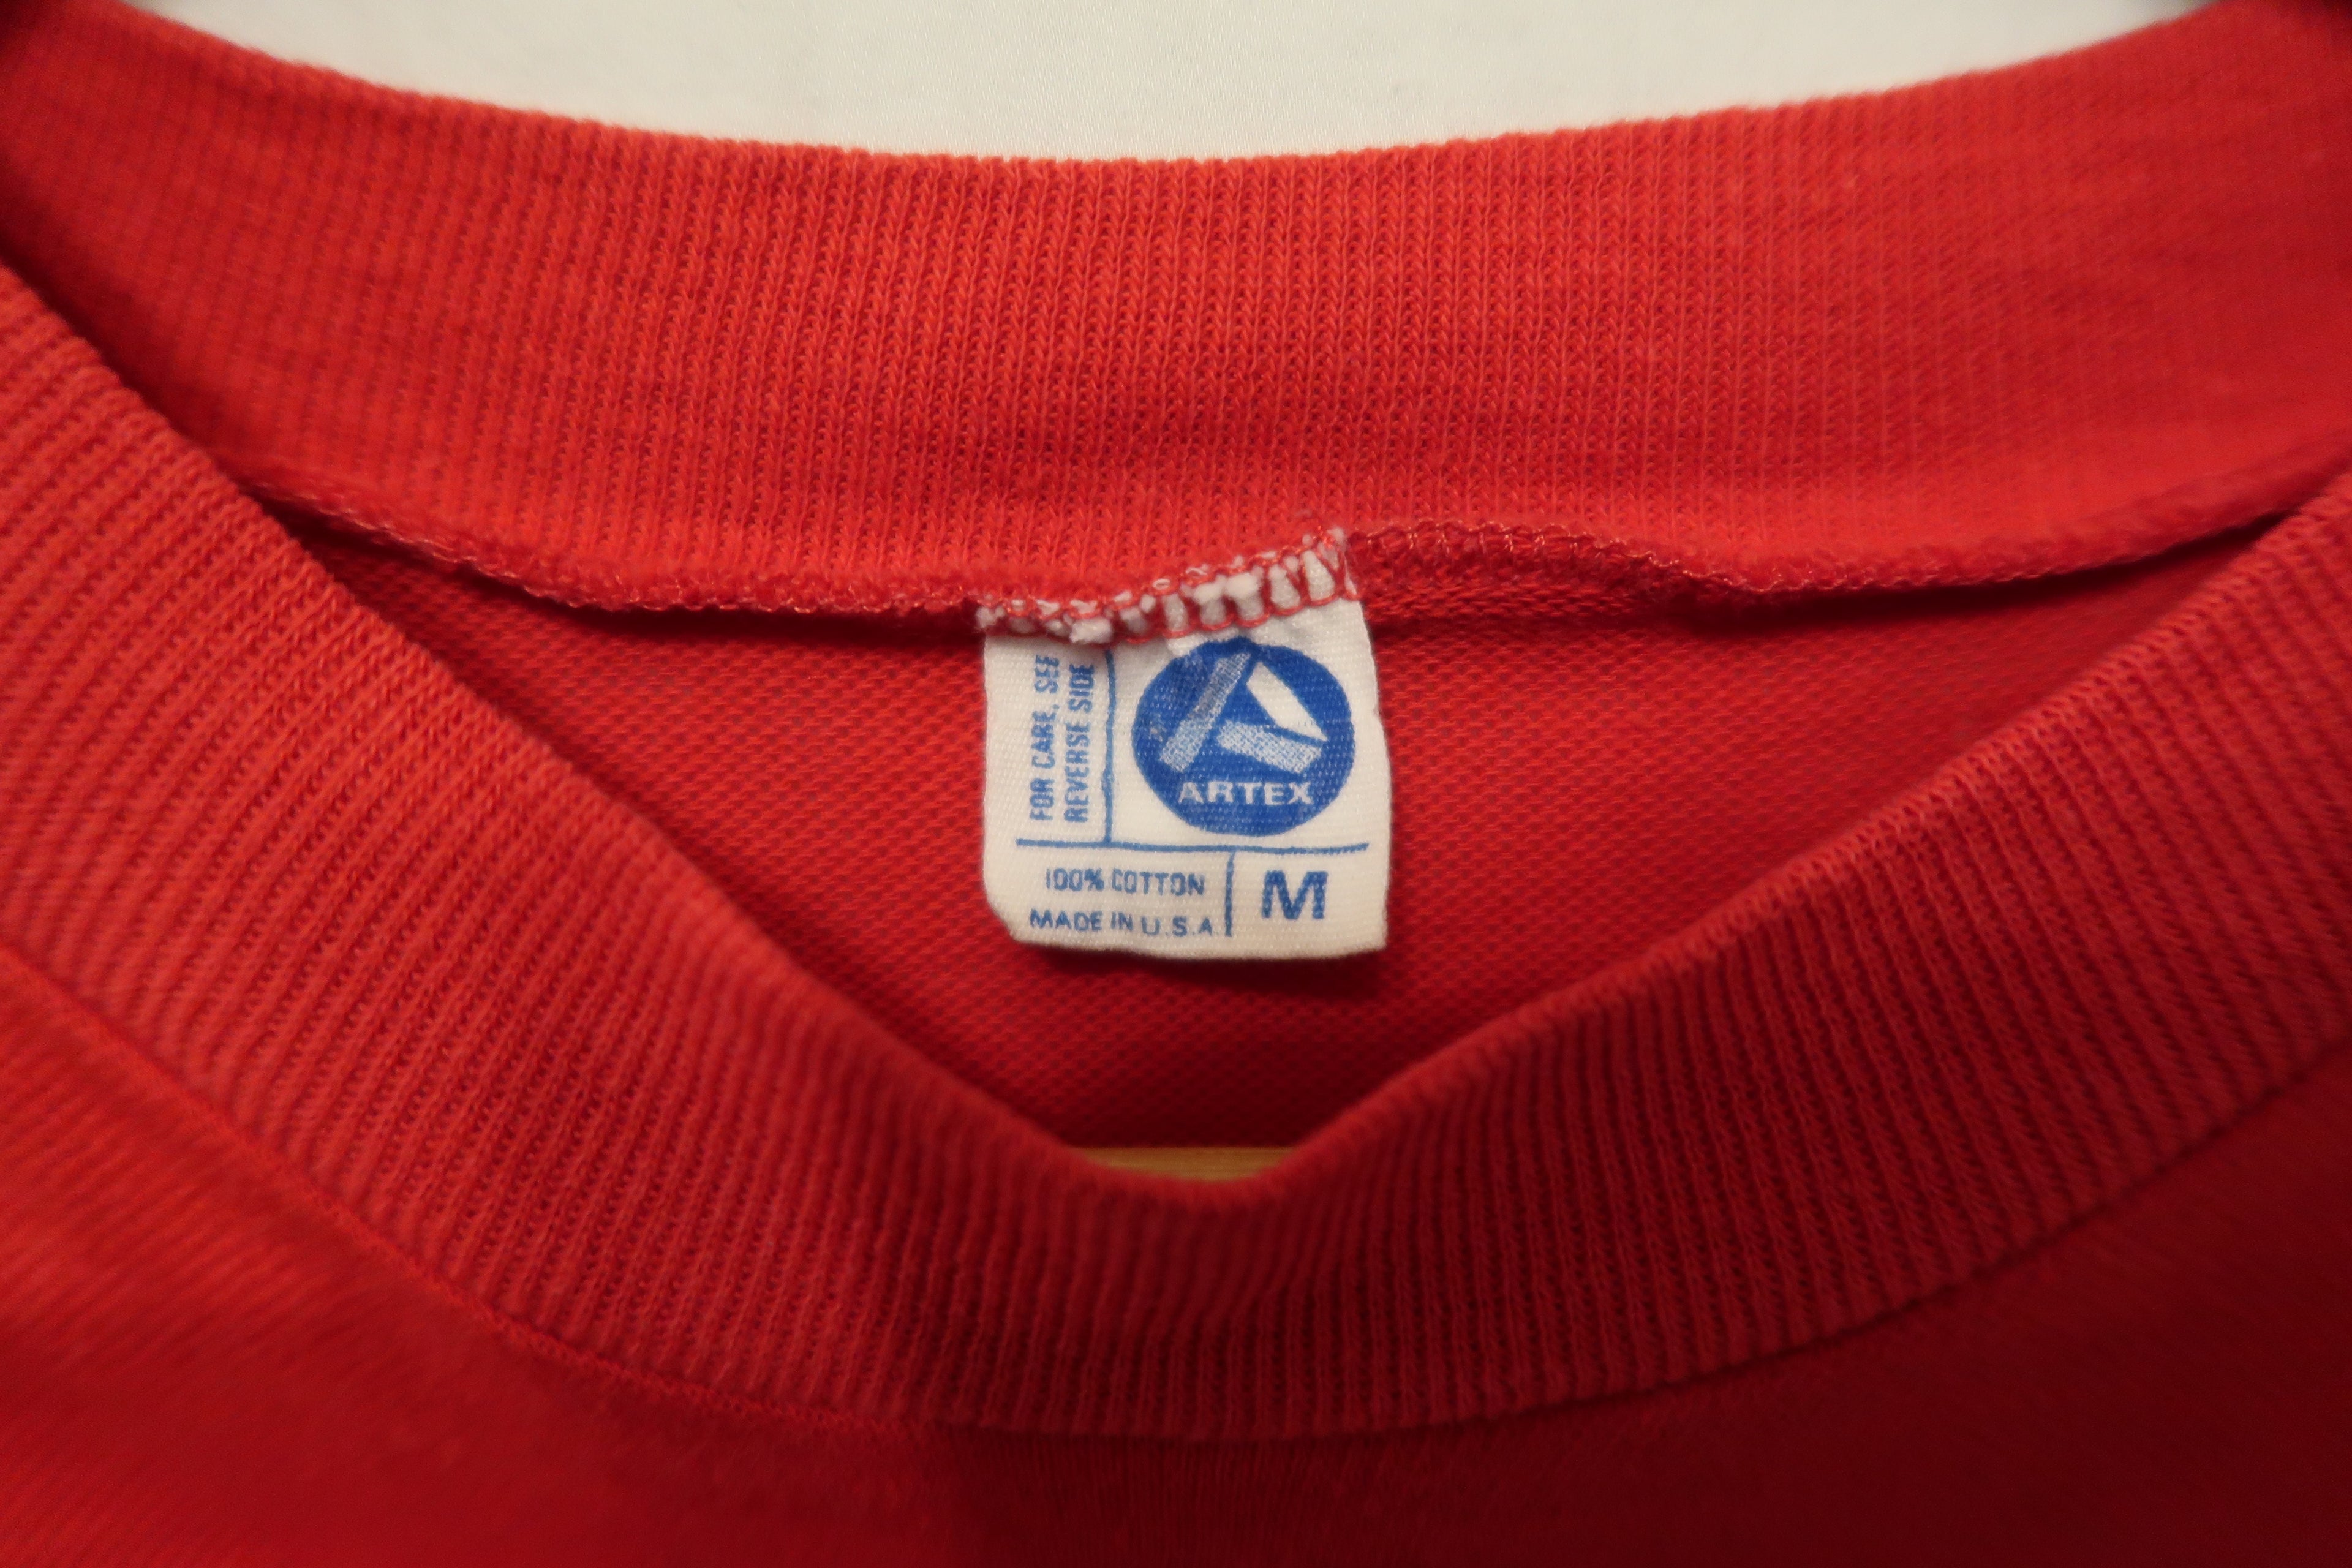 FOR CARE, SEE
REVERSE SIDE
ARTEX
100% COTTON
MADE IN U.S.A
M